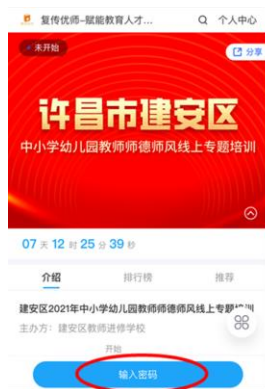 复传优师-赋能教育人才... 个人中心
未开始 分享
许昌市建安区
中小学幼儿园教师师德师风线上专题培训
07 天 12 时 25 分 39 秒
介绍 排行榜 推荐
建安区2021年中小学幼儿园教师师德师风线上专题
主办方：建安区教师进修学校
开始
输入密码